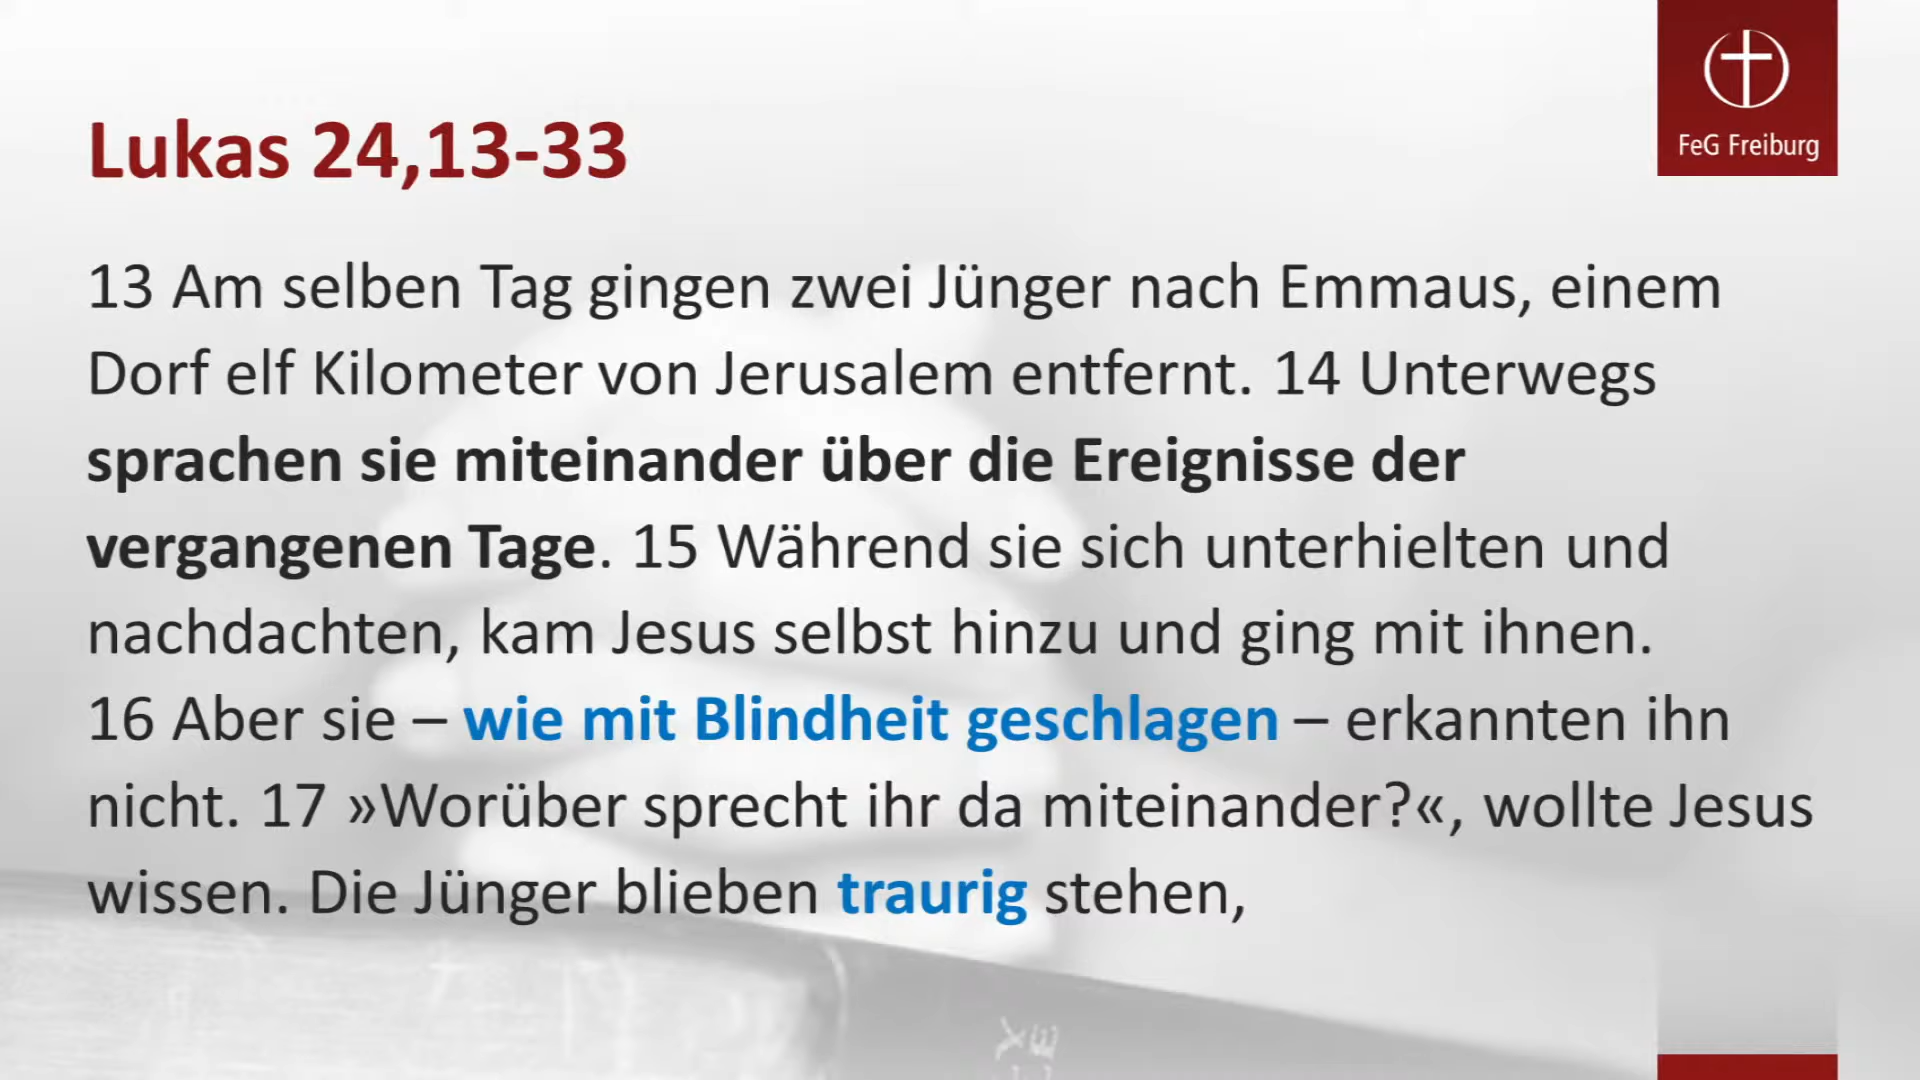 FeG Freiburg
Lukas 24,13-33
13 Am selben Tag gingen zwei Jünger nach Emmaus, einem
Dorf elf Kilometer von Jerusalem entfernt. 14 Unterwegs
sprachen sie miteinander über die Ereignisse der
vergangenen Tage. 15 Während sie sich unterhielten und
nachdachten, kam Jesus selbst hinzu und ging mit ihnen.
16 Aber sie – wie mit Blindheit geschlagen – erkannten ihn
nicht. 17 »Worüber sprecht ihr da miteinander?«, wollte Jesus
wissen. Die Jünger blieben traurig stehen,